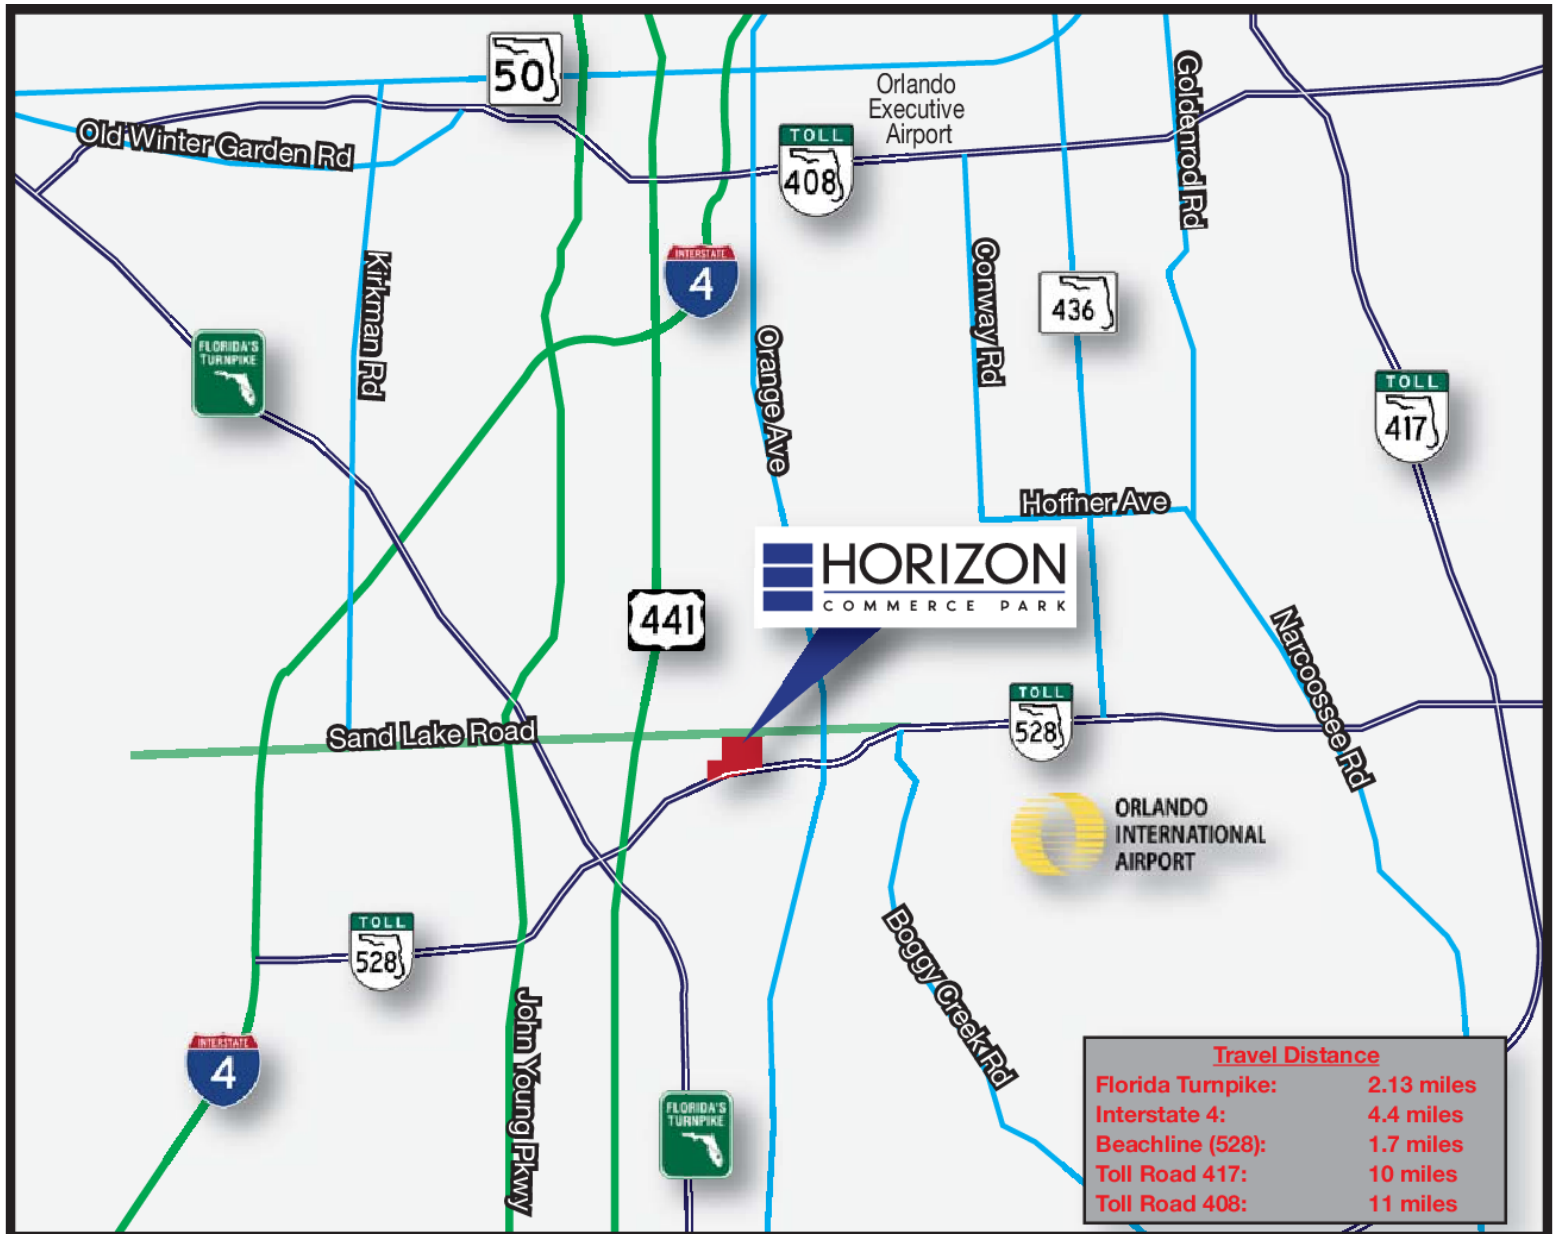 50
Orlando
Executive
Airport
Goldenrod Rd
Old Winter Garden Rd
TOLL
408
INTERSTATE
4
Kirkman Rd
Conway Rd
436
FLORIDA'S
TURNPIKE
Orange Ave
TOLL
417
Hoffner Ave
HORIZON
COMMERCE PARK
441
Narcoossee Rd
Sand Lake Road
TOLL
528
ORLANDO
INTERNATIONAL
AIRPORT
TOLL
528
Boggy Creek Rd
John Young Pkwy
INTERSTATE
4
FLORIDA'S
TURNPIKE
Travel Distance
Florida Turnpike: 2.13 miles
Interstate 4: 4.4 miles
Beachline (528): 1.7 miles
Toll Road 417: 10 miles
Toll Road 408: 11 miles